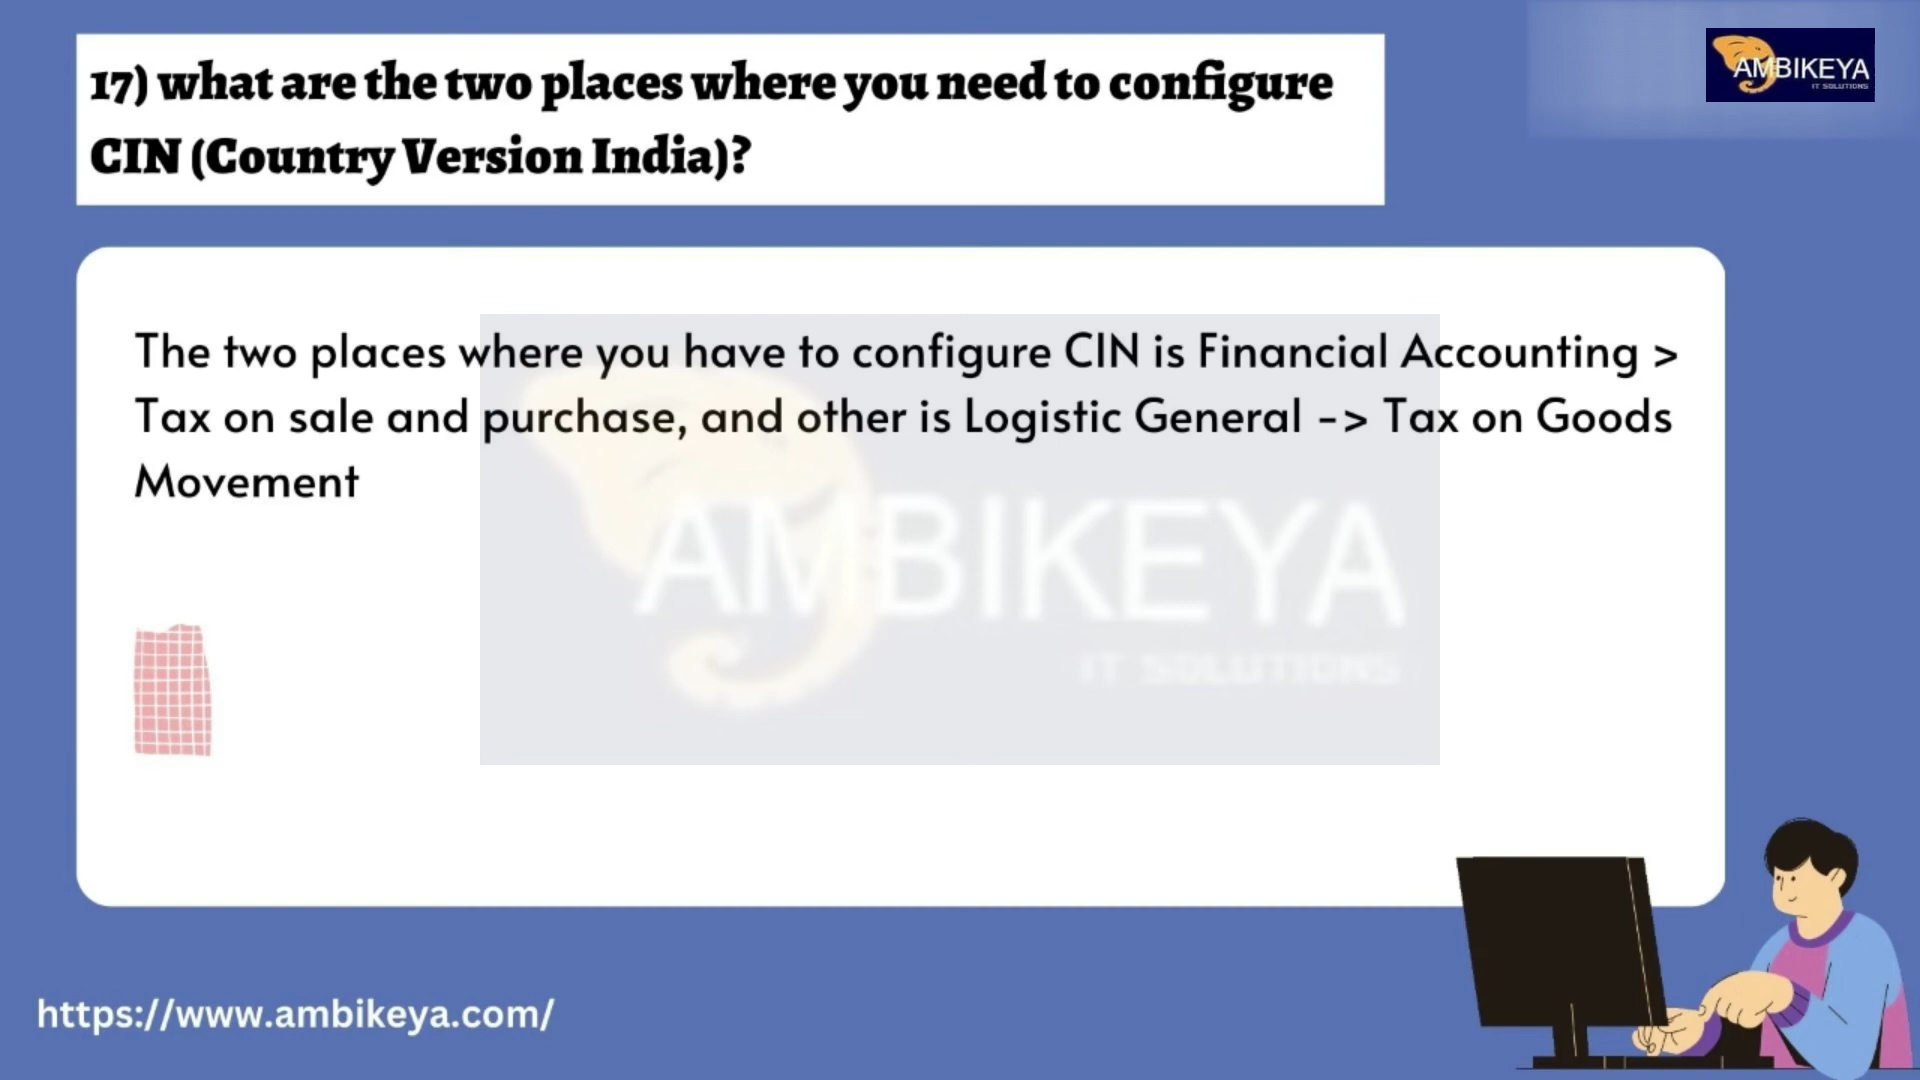 17) what are the two places where you need to configure
CIN (Country Version India)?
AMBIKEYA
IT SOLUTIONS
The two places where you have to configure CIN is Financial Accounting >
Tax on sale and purchase, and other is Logistic General -> Tax on Goods
Movement
AMBIKEYA
IT SOLUTIONS
https://www.ambikeya.com/